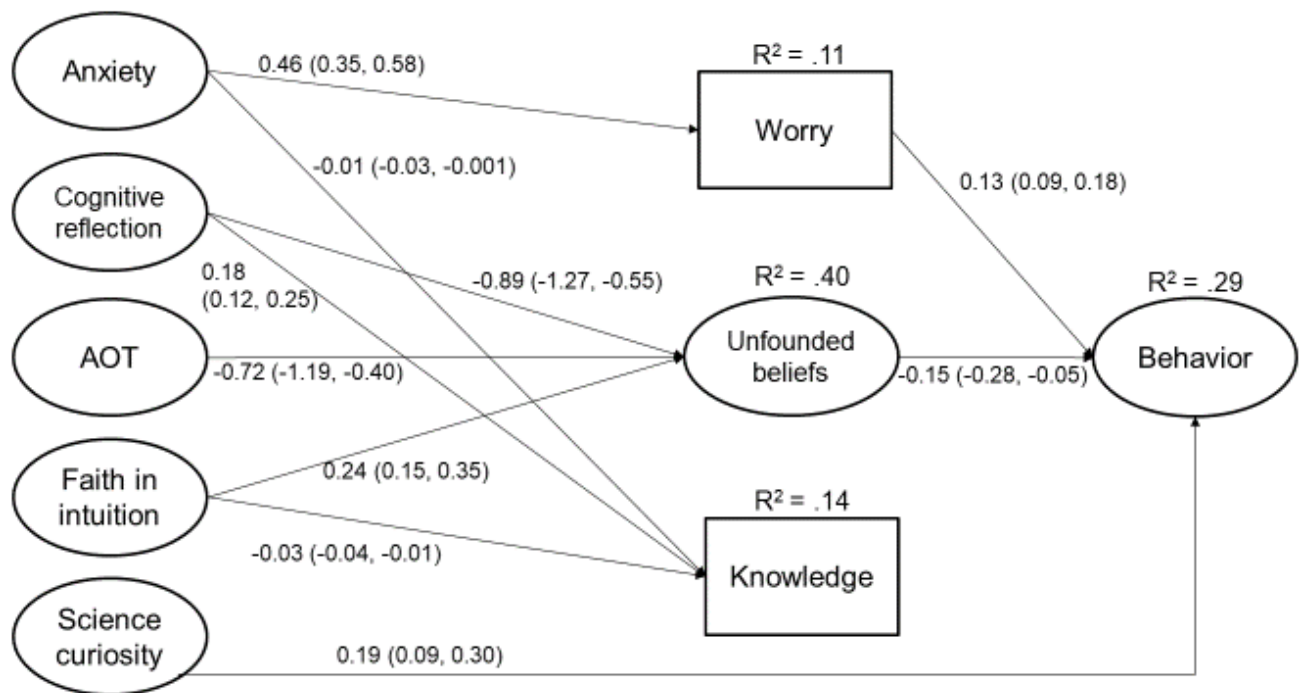 Anxiety
0.46 (0.35, 0.58)
R² = .11
Worry
-0.01 (-0.03, -0.001)
0.13 (0.09, 0.18)
Cognitive
reflection
0.18
(0.12, 0.25)
-0.89 (-1.27, -0.55)
R² = .40
R² = .29
AOT
-0.72 (-1.19, -0.40)
Unfounded
beliefs
-0.15 (-0.28, -0.05)
Behavior
Faith in
intuition
0.24 (0.15, 0.35)
-0.03 (-0.04, -0.01)
R² = .14
Knowledge
Science
curiosity
0.19 (0.09, 0.30)